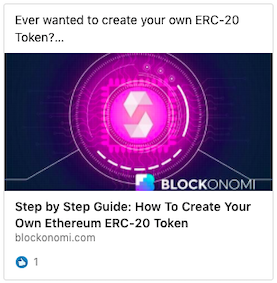 Ever wanted to create your own ERC-20
Token?...
BLOCKONOMI
Step by Step Guide: How To Create Your
Own Ethereum ERC-20 Token
blockonomi.com
1